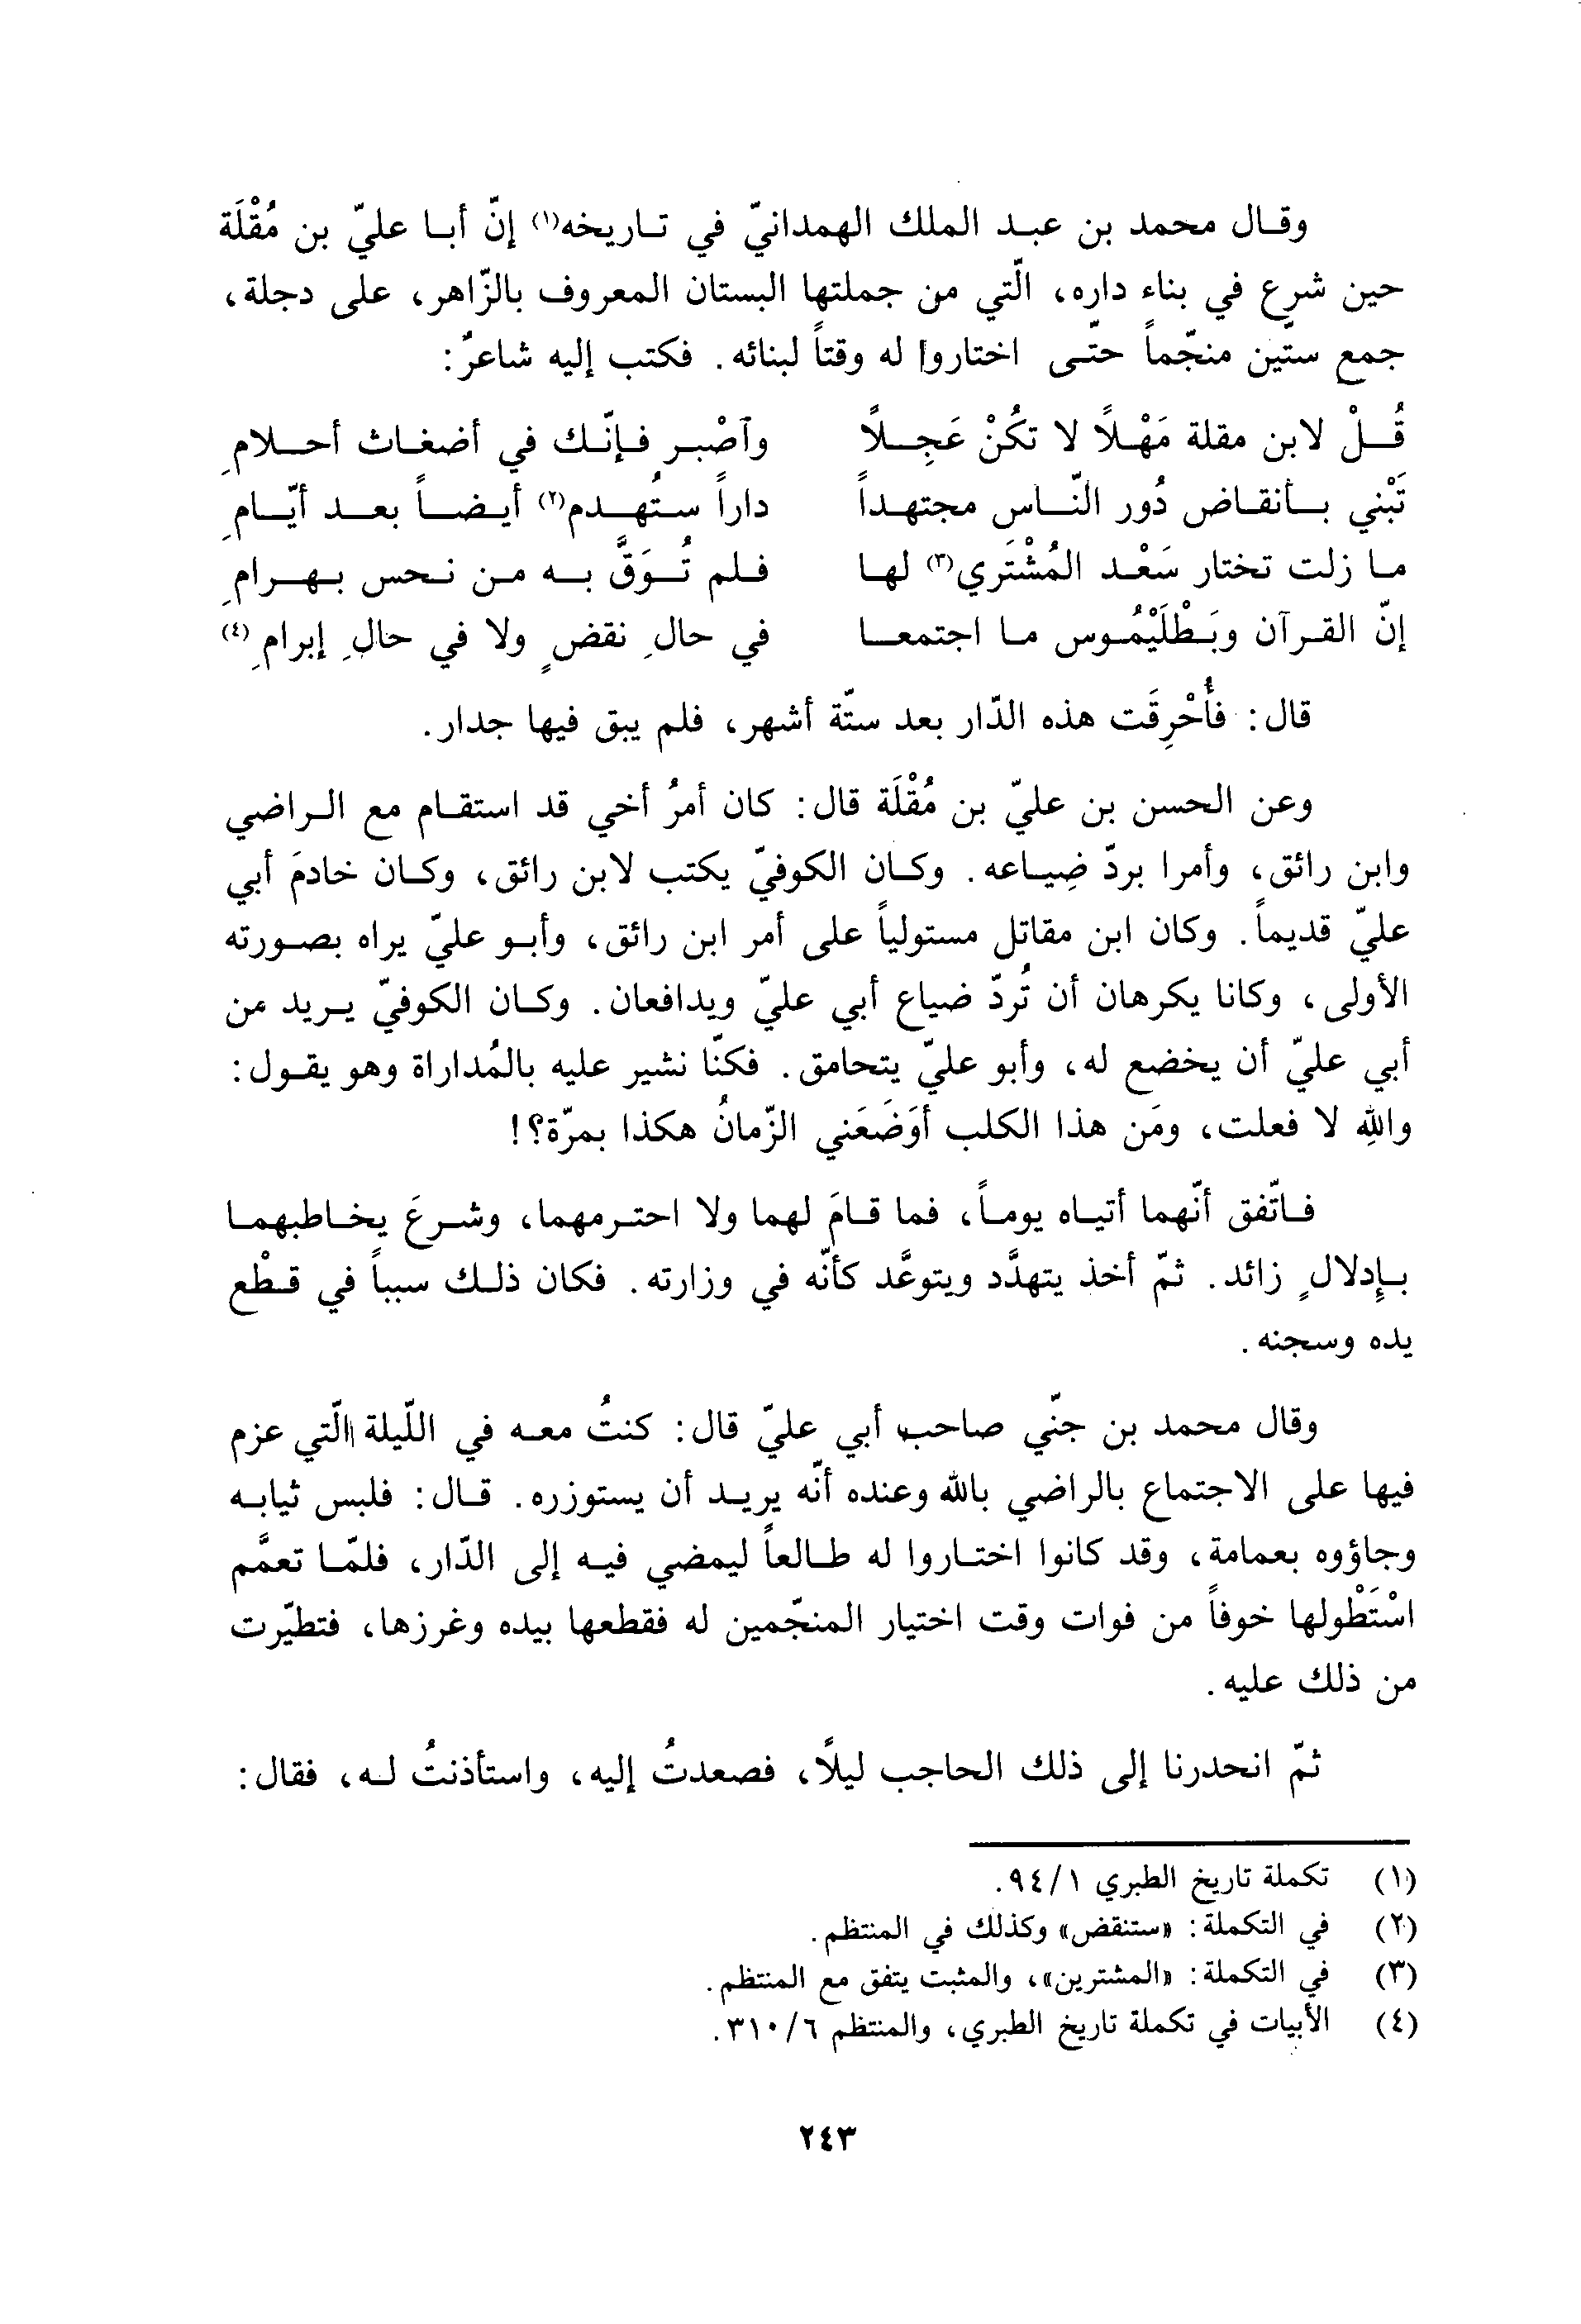 وقال محمد بن عبد الملك الهمدانيّ في تاريخه(١) إنّ أبا عليّ بن مُقْلَة
حين شرع في بناء داره، الّتي من جملتها البستان المعروف بالزّاهر، على دجلة،
جمع ستّين منجّماً حتّى اختاروا له وقتاً لبنائه. فكتب إليه شاعرٌ:
قُلْ لابن مقلة مَهْلاً لا تكُنْ عَجِلاً وآصْبر فإنّك في أضغاث أحلامِ
تَبْني بأنقاض دُور النّاس مجتهداً داراً ستُهدم(٢) أيضاً بعد أيّامِ
ما زلت تختار سَعْد المُشْتَري(٣) لها فلم تُوَقَّ به من نحس بهرامِ
إنّ القرآن وبَطْلَيْمُوس ما اجتمعا في حالِ نقضٍ ولا في حالِ إبرامِ(٤)
قال: فأُحْرِقَت هذه الدّار بعد ستّة أشهر، فلم يبق فيها جدار.
وعن الحسن بن عليّ بن مُقْلَة قال: كان أمرُ أخي قد استقام مع الراضي
وابن رائق، وأمرا بردّ ضِياعه. وكان الكوفيّ يكتب لابن رائق، وكان خادمَ أبي
عليّ قديماً. وكان ابن مقاتل مستولياً على أمر ابن رائق، وأبو عليّ يراه بصورته
الأولى، وكانا يكرهان أن تُردّ ضياع أبي عليّ ويدافعان. وكان الكوفيّ يريد من
أبي عليّ أن يخضع له، وأبو عليّ يتحامق. فكنّا نشير عليه بالمُداراة وهو يقول:
واللهِ لا فعلت، ومَن هذا الكلب أوَضَعَني الزّمانُ هكذا بمرّة؟!
فاتّفق أنّهما أتياه يوماً، فما قامَ لهما ولا احترمهما، وشرعَ يخاطبهما
بإدلالٍ زائد. ثمّ أخذ يتهدَّد ويتوعَّد كأنّه في وزارته. فكان ذلك سبباً في قطْع
يده وسجنه.
وقال محمد بن جنّي صاحب أبي عليّ قال: كنتُ معه في اللّيلة الّتي عزم
فيها على الاجتماع بالراضي بالله وعنده أنّه يريد أن يستوزره. قال: فلبس ثيابه
وجاؤوه بعمامة، وقد كانوا اختاروا له طالعاً ليمضي فيه إلى الدّار، فلمّا تعمَّم
اسْتَطْولها خوفاً من فوات وقت اختيار المنجّمين له فقطعها بيده وغرزها، فتطيّرت
من ذلك عليه.
ثمّ انحدرنا إلى ذلك الحاجب ليلاً، فصعدتُ إليه، واستأذنتُ له، فقال:
(١) تكملة تاريخ الطبري ١/ ٩٤.
(٢) في التكملة: «ستنقض» وكذلك في المنتظم.
(٣) في التكملة: «المشترين»، والمثبت يتفق مع المنتظم.
(٤) الأبيات في تكملة تاريخ الطبري، والمنتظم ٦/ ٣١٠.
٢٤٣